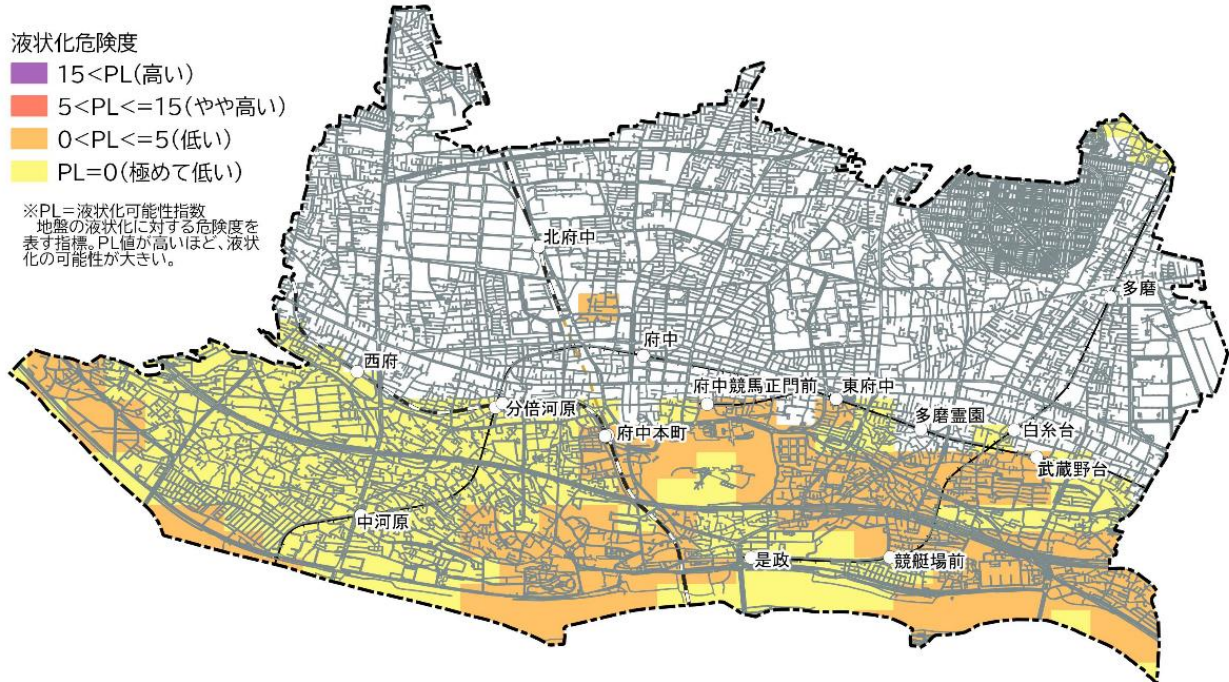 液状化危険度
15<PL(高い)
5<PL<=15(やや高い)
0<PL<=5(低い)
PL=0(極めて低い)
※PL=液状化可能性指数
地盤の液状化に対する危険度を
表す指標。PL値が高いほど、液状
化の可能性が大きい。
北府中
多磨
府中
西府
府中競馬正門前
東府中
分倍河原
多磨霊園
白糸台
府中本町
武蔵野台
中河原
是政
競艇場前